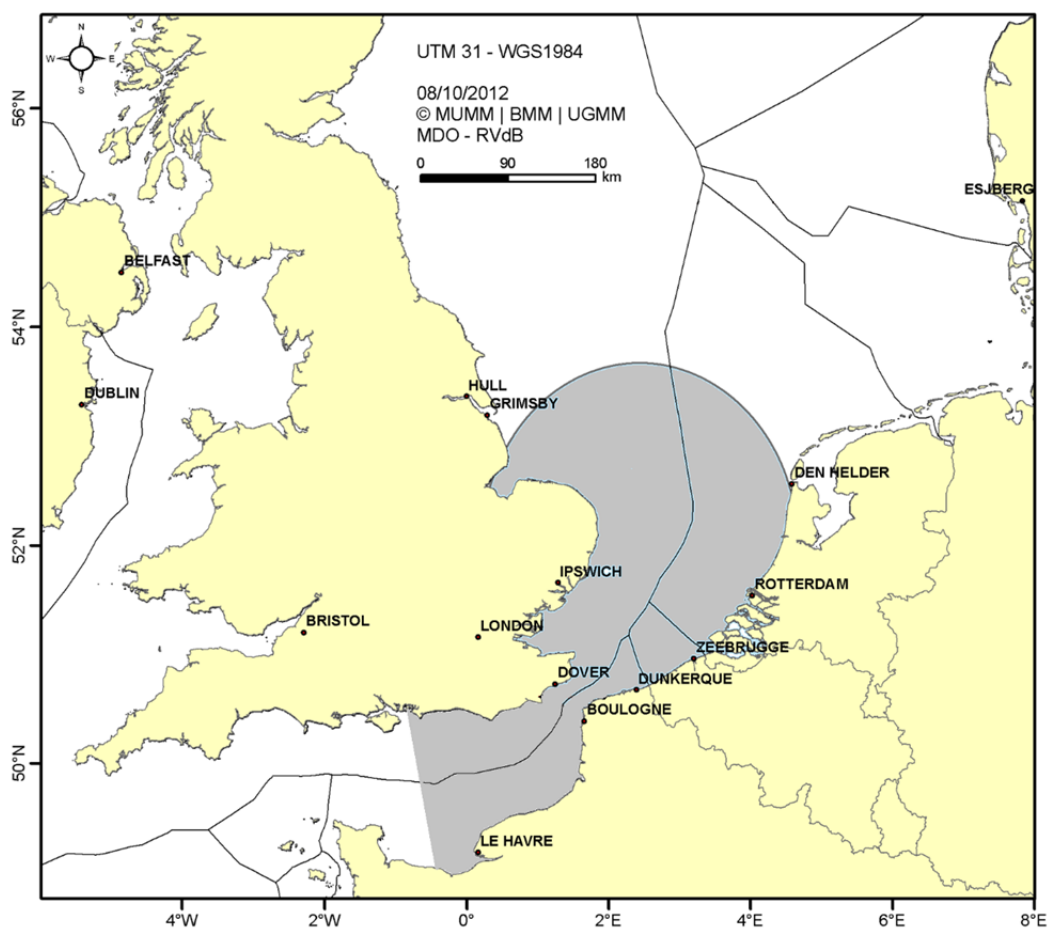 N
W E
S
UTM 31 - WGS1984
08/10/2012
© MUMM | BMM | UGMM
MDO - RVdB
0 90 180
km
56°N
54°N
52°N
50°N
ESJBERG
BELFAST
DUBLIN
HULL
GRIMSBY
DEN HELDER
IPSWICH
ROTTERDAM
BRISTOL
LONDON
ZEEBRUGGE
DOVER
DUNKERQUE
BOULOGNE
LE HAVRE
4°W 2°W 0° 2°E 4°E 6°E 8°E